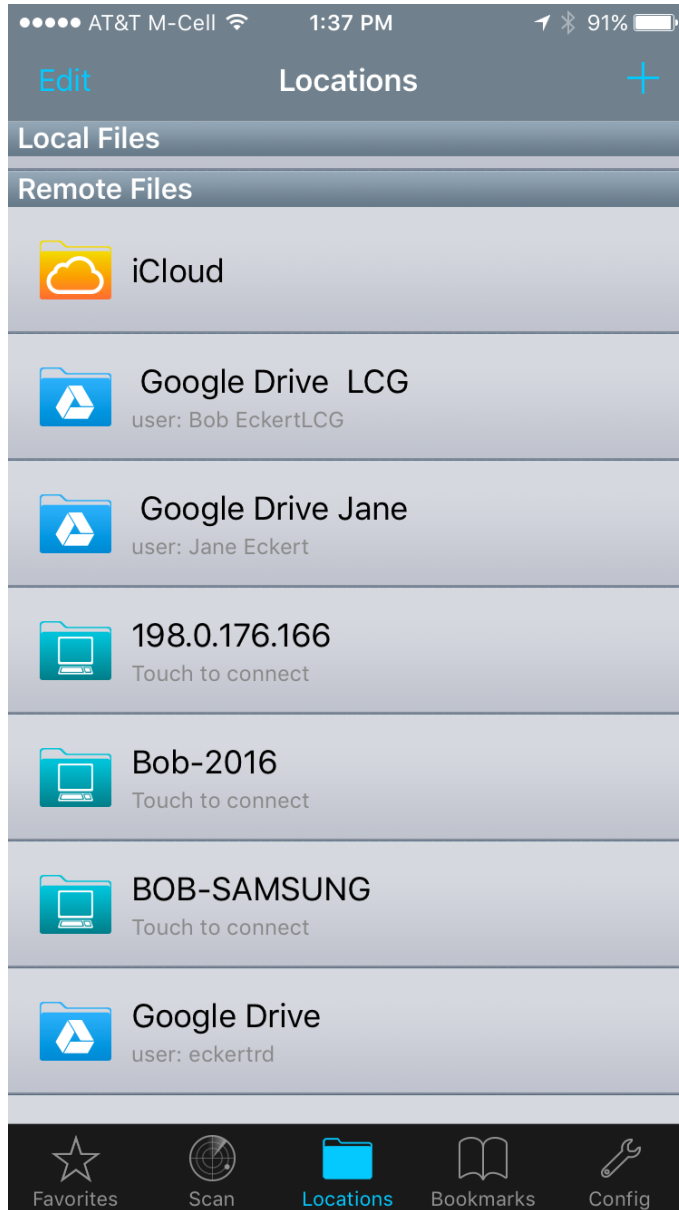 AT&T M-Cell 1:37 PM 91%
Edit Locations +
Local Files
Remote Files
iCloud
Google Drive  LCG
user: Bob EckertLCG
Google Drive Jane
user: Jane Eckert
198.0.176.166
Touch to connect
Bob-2016
Touch to connect
BOB-SAMSUNG
Touch to connect
Google Drive
user: eckertrd
Favorites Scan Locations Bookmarks Config